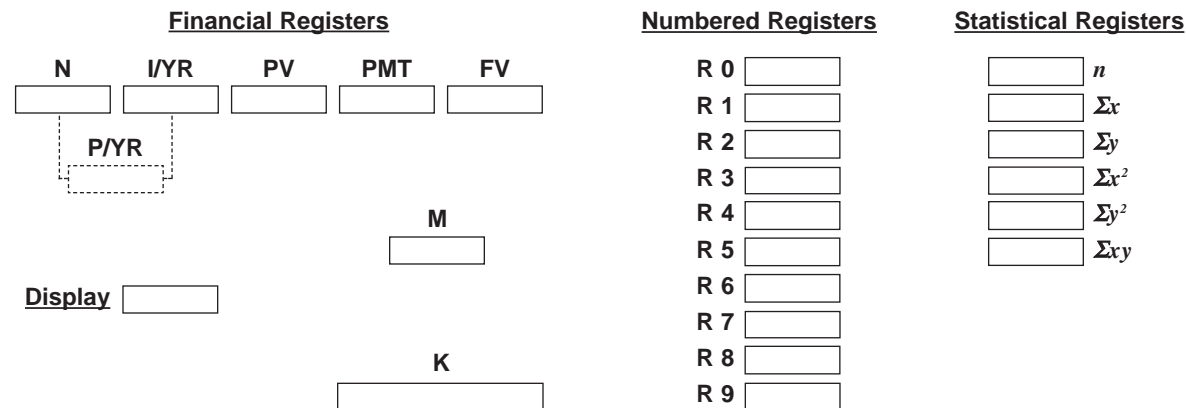 Financial Registers
N I/YR PV PMT FV
P/YR
M
Display
K
Numbered Registers
R 0
R 1
R 2
R 3
R 4
R 5
R 6
R 7
R 8
R 9
Statistical Registers
n
Σx
Σy
Σx²
Σy²
Σxy